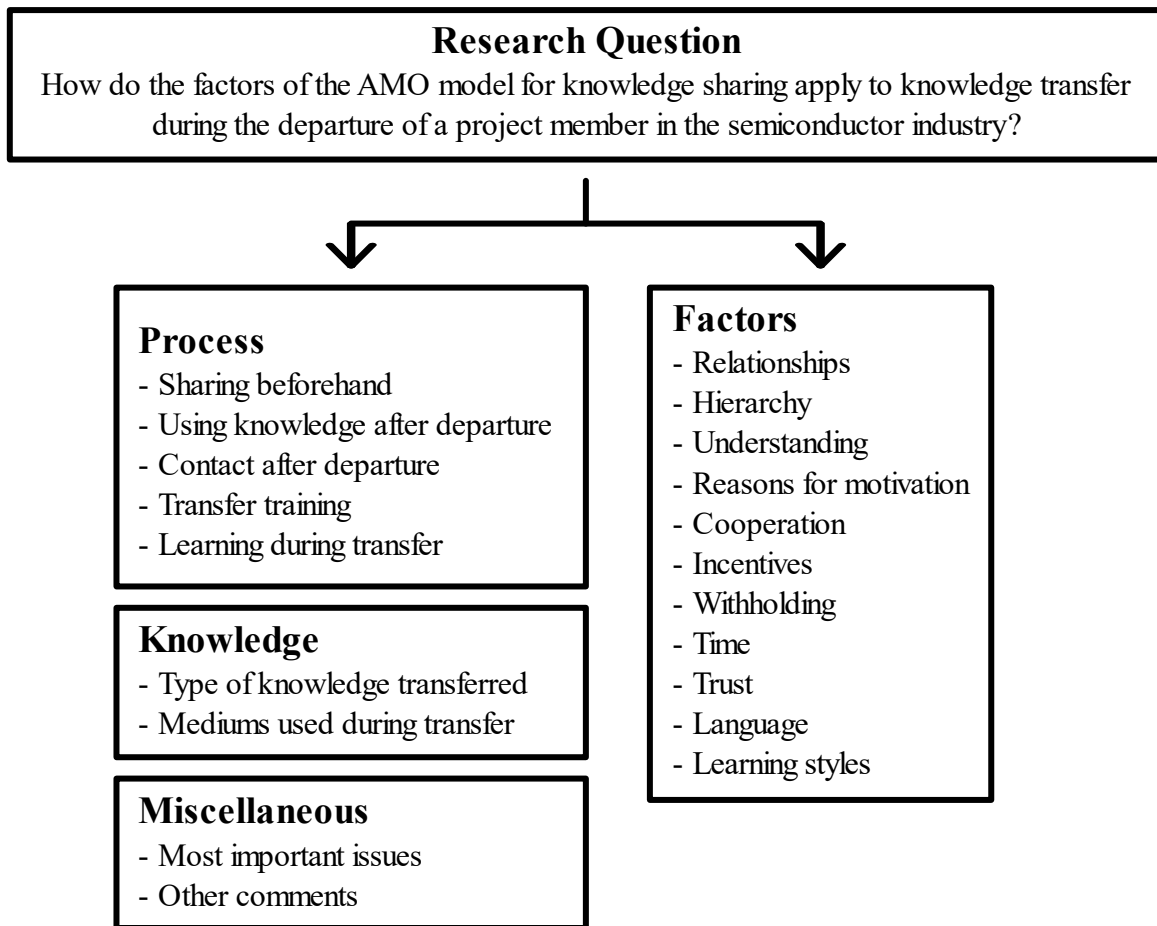 Research Question
How do the factors of the AMO model for knowledge sharing apply to knowledge transfer
during the departure of a project member in the semiconductor industry?
Process
- Sharing beforehand
- Using knowledge after departure
- Contact after departure
- Transfer training
- Learning during transfer
Knowledge
- Type of knowledge transferred
- Mediums used during transfer
Miscellaneous
- Most important issues
- Other comments
Factors
- Relationships
- Hierarchy
- Understanding
- Reasons for motivation
- Cooperation
- Incentives
- Withholding
- Time
- Trust
- Language
- Learning styles